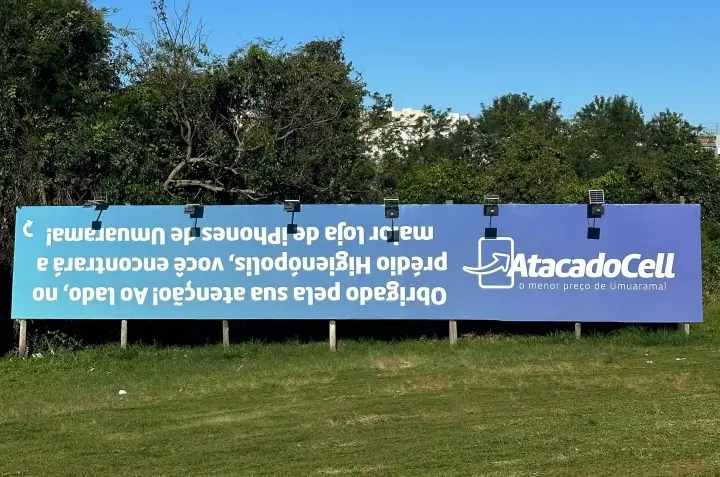 Obrigado pela sua atenção! Ao lado, no
prédio Higienópolis, você encontrará a
maior loja de iPhones de Umuarama!
AtacadoCell
o menor preço de Umuarama!